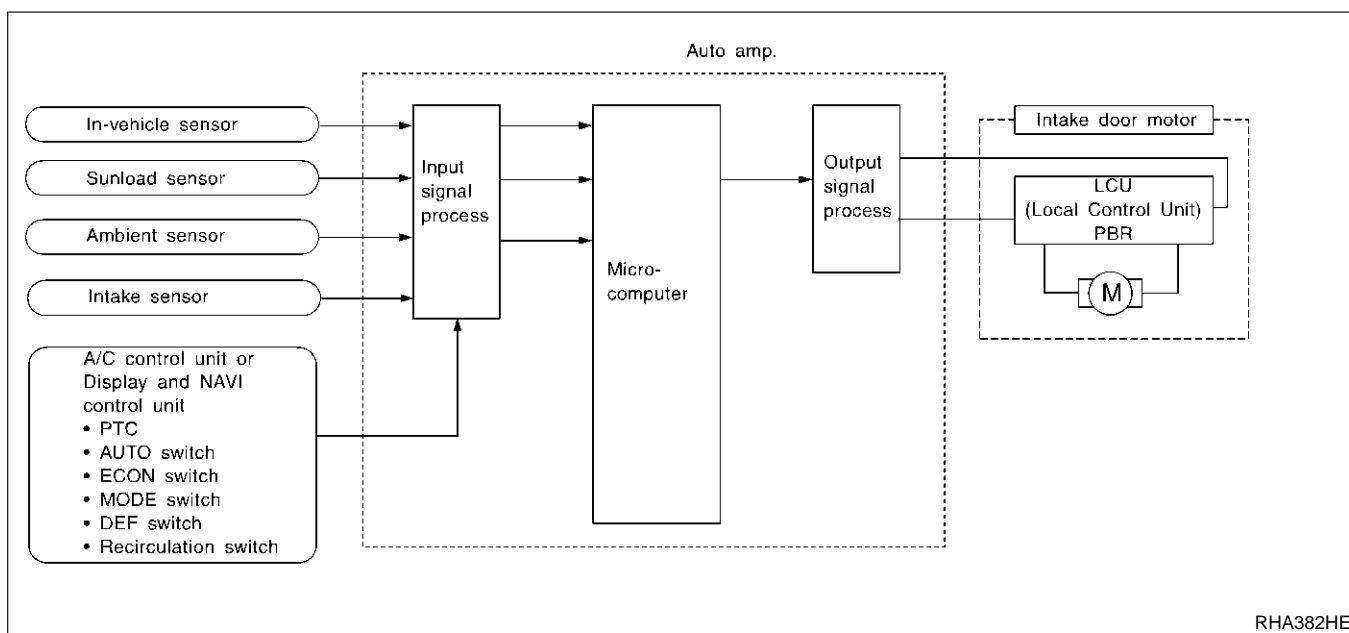 Auto amp.
In-vehicle sensor
Sunload sensor
Ambient sensor
Intake sensor
A/C control unit or
Display and NAVI
control unit
• PTC
• AUTO switch
• ECON switch
• MODE switch
• DEF switch
• Recirculation switch
Input
signal
process
Micro-
computer
Output
signal
process
Intake door motor
LCU
(Local Control Unit)
PBR
M
RHA382HE